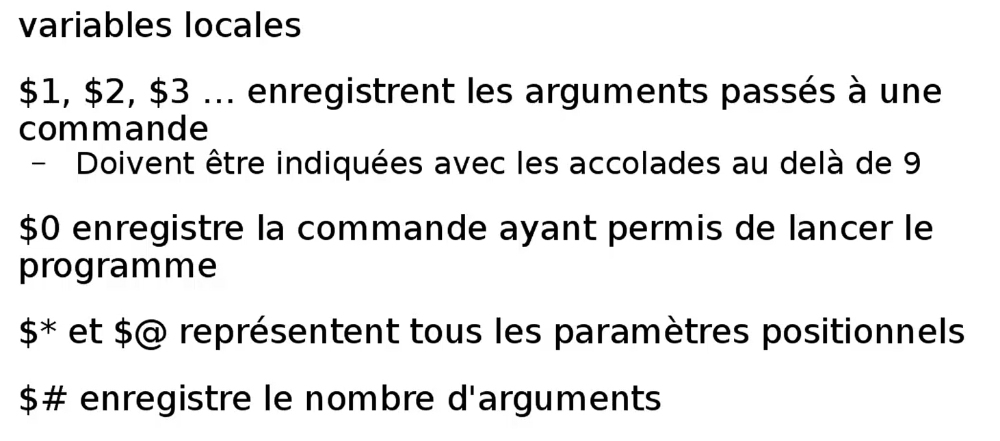 variables locales
$1, $2, $3 ... enregistrent les arguments passés à une
commande
– Doivent être indiquées avec les accolades au delà de 9
$0 enregistre la commande ayant permis de lancer le
programme
$* et $@ représentent tous les paramètres positionnels
$# enregistre le nombre d'arguments